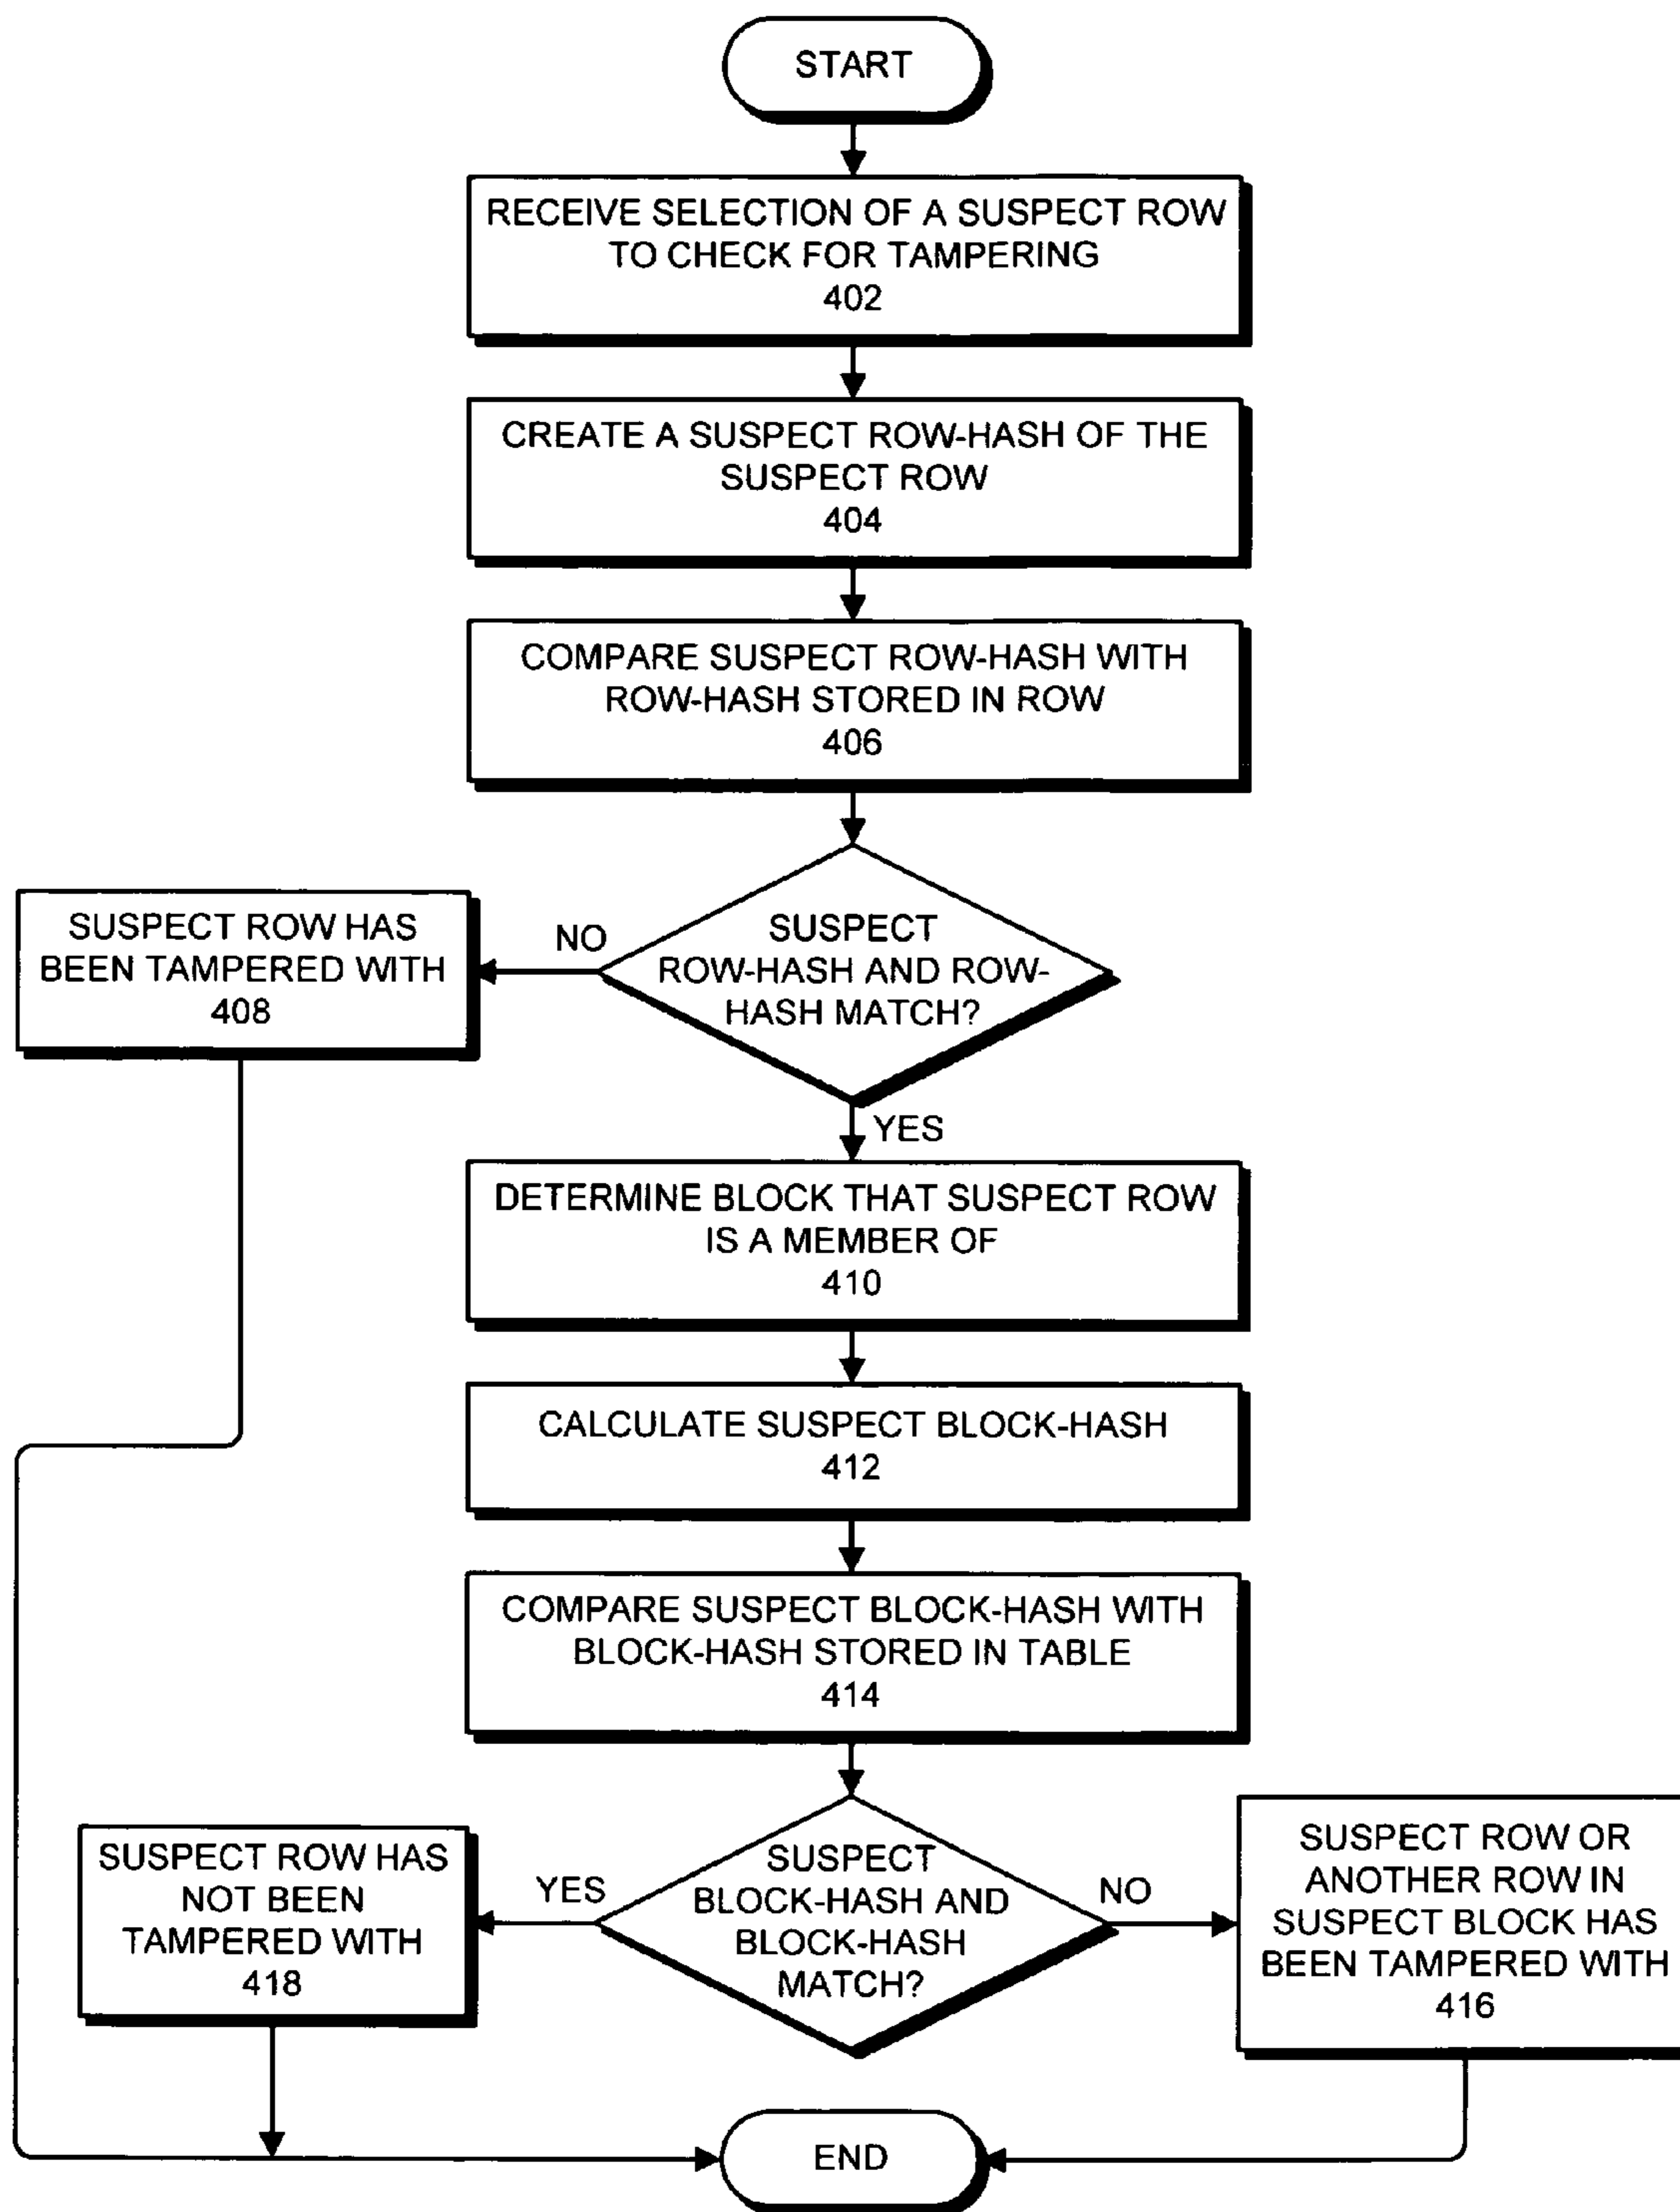 START
RECEIVE SELECTION OF A SUSPECT ROW
TO CHECK FOR TAMPERING
402
CREATE A SUSPECT ROW-HASH OF THE
SUSPECT ROW
404
COMPARE SUSPECT ROW-HASH WITH
ROW-HASH STORED IN ROW
406
SUSPECT
ROW-HASH AND ROW-
HASH MATCH?
NO
SUSPECT ROW HAS
BEEN TAMPERED WITH
408
YES
DETERMINE BLOCK THAT SUSPECT ROW
IS A MEMBER OF
410
CALCULATE SUSPECT BLOCK-HASH
412
COMPARE SUSPECT BLOCK-HASH WITH
BLOCK-HASH STORED IN TABLE
414
SUSPECT
BLOCK-HASH AND
BLOCK-HASH
MATCH?
YES
SUSPECT ROW HAS
NOT BEEN
TAMPERED WITH
418
NO
SUSPECT ROW OR
ANOTHER ROW IN
SUSPECT BLOCK HAS
BEEN TAMPERED WITH
416
END